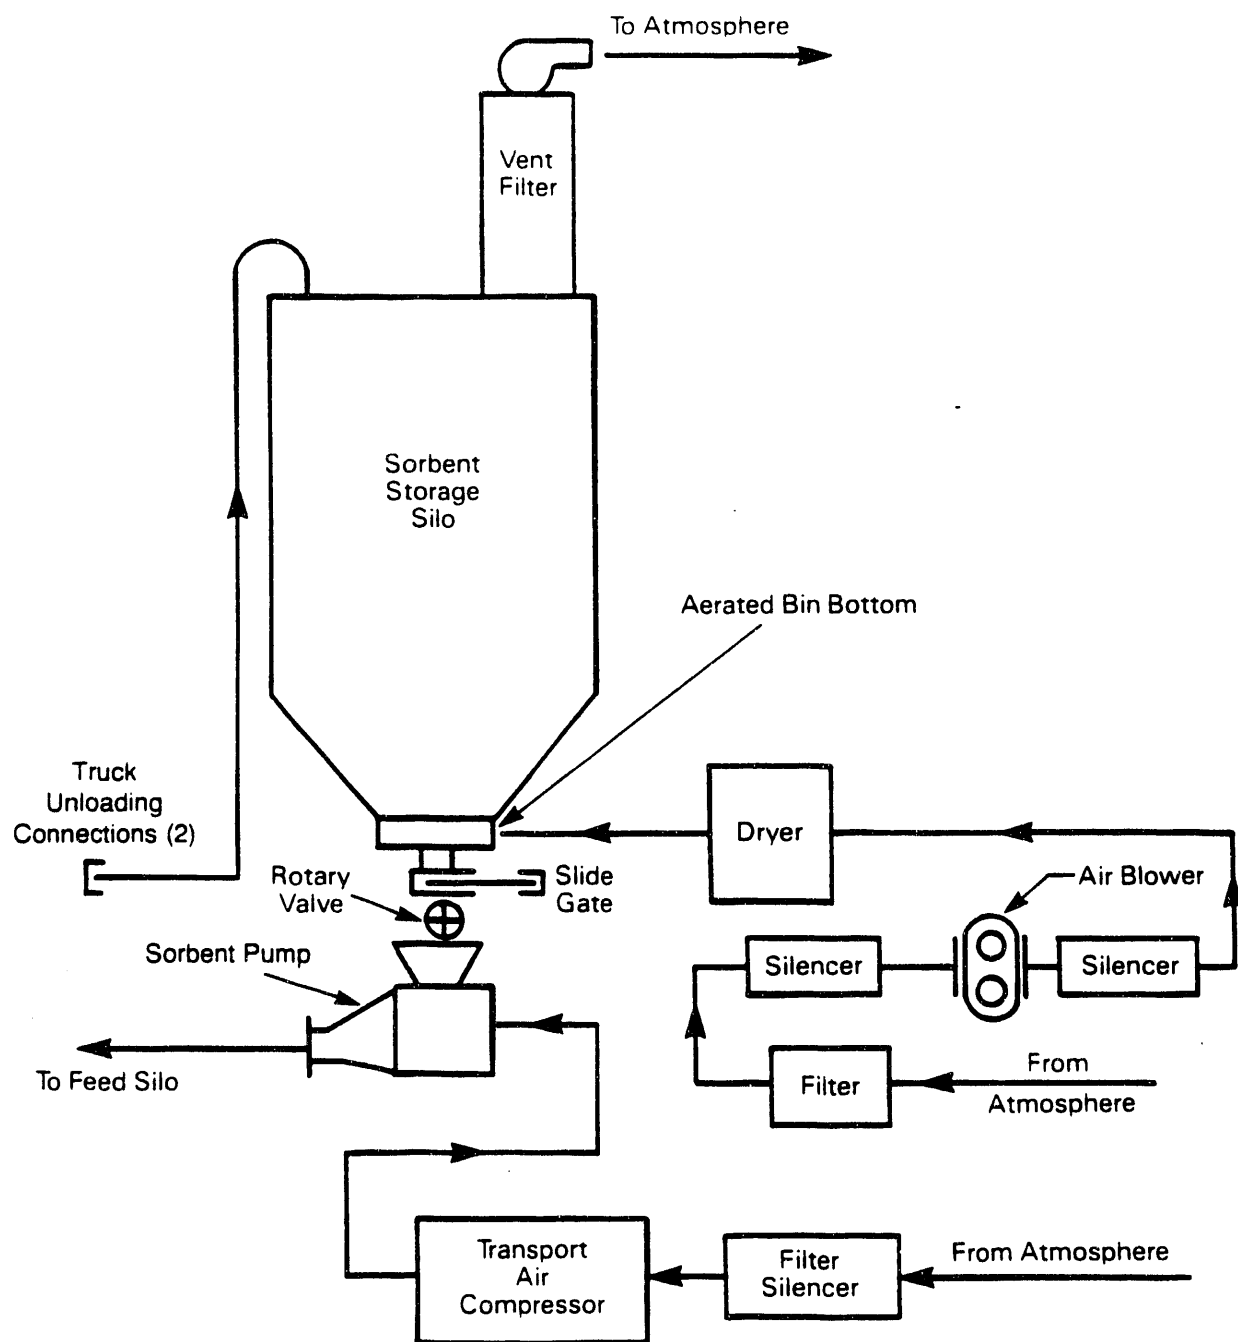 To Atmosphere
Vent
Filter
Sorbent
Storage
Silo
Aerated Bin Bottom
Truck
Unloading
Connections (2)
Dryer
Rotary
Valve
Slide
Gate
Air Blower
Sorbent Pump
Silencer
Silencer
To Feed Silo
Filter
From
Atmosphere
Transport
Air
Compressor
Filter
Silencer
From Atmosphere